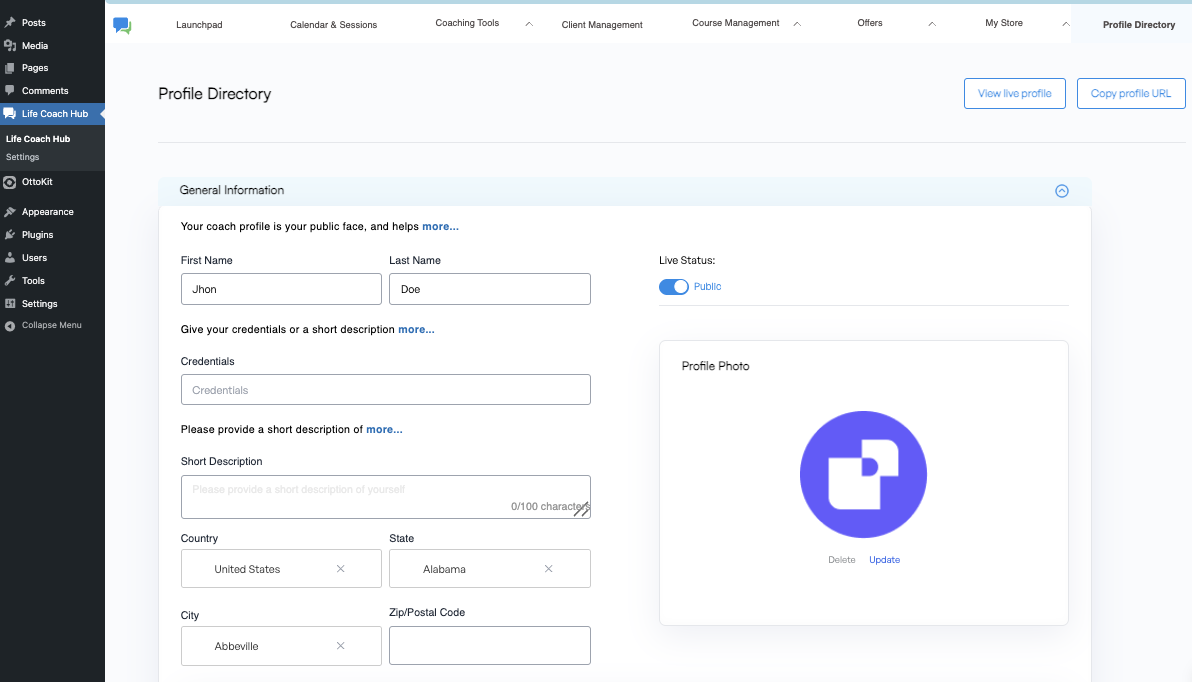 Posts
Media
Pages
Comments
Life Coach Hub
Life Coach Hub
Settings
OttoKit
Appearance
Plugins
Users
Tools
Settings
Collapse Menu
Launchpad Calendar & Sessions Coaching Tools Client Management Course Management Offers My Store Profile Directory
Profile Directory
View live profile Copy profile URL
General Information
Your coach profile is your public face, and helps more...
First Name Last Name
Jhon Doe
Give your credentials or a short description more...
Credentials
Credentials
Please provide a short description of more...
Short Description
Please provide a short description of yourself
0/100 characters
Country State
United States Alabama
City Zip/Postal Code
Abbeville
Live Status:
Public
Profile Photo
Delete Update